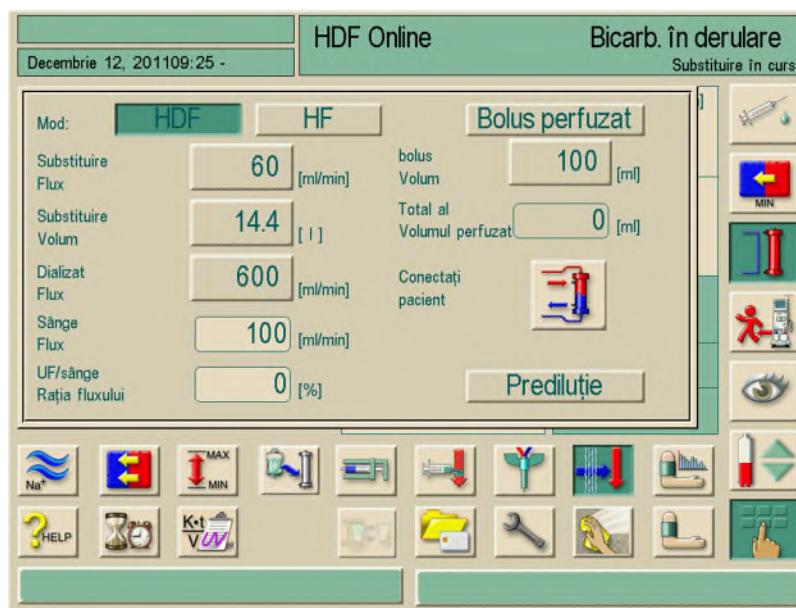 HDF Online
Bicarb. în derulare
Decembrie 12, 201109:25 -
Substituire în curs
Mod:
HDF
HF
Bolus perfuzat
Substituire
Flux
60 [ml/min]
bolus
Volum
100 [ml]
Substituire
Volum
14.4 [ l ]
Total al
Volumul perfuzat
0 [ml]
Dializat
Flux
600 [ml/min]
Conectați
pacient
Sânge
Flux
100 [ml/min]
UF/sânge
Rația fluxului
0 [%]
Prediluție
MIN
Na+
MAX
MIN
HELP
K•t
V
UV